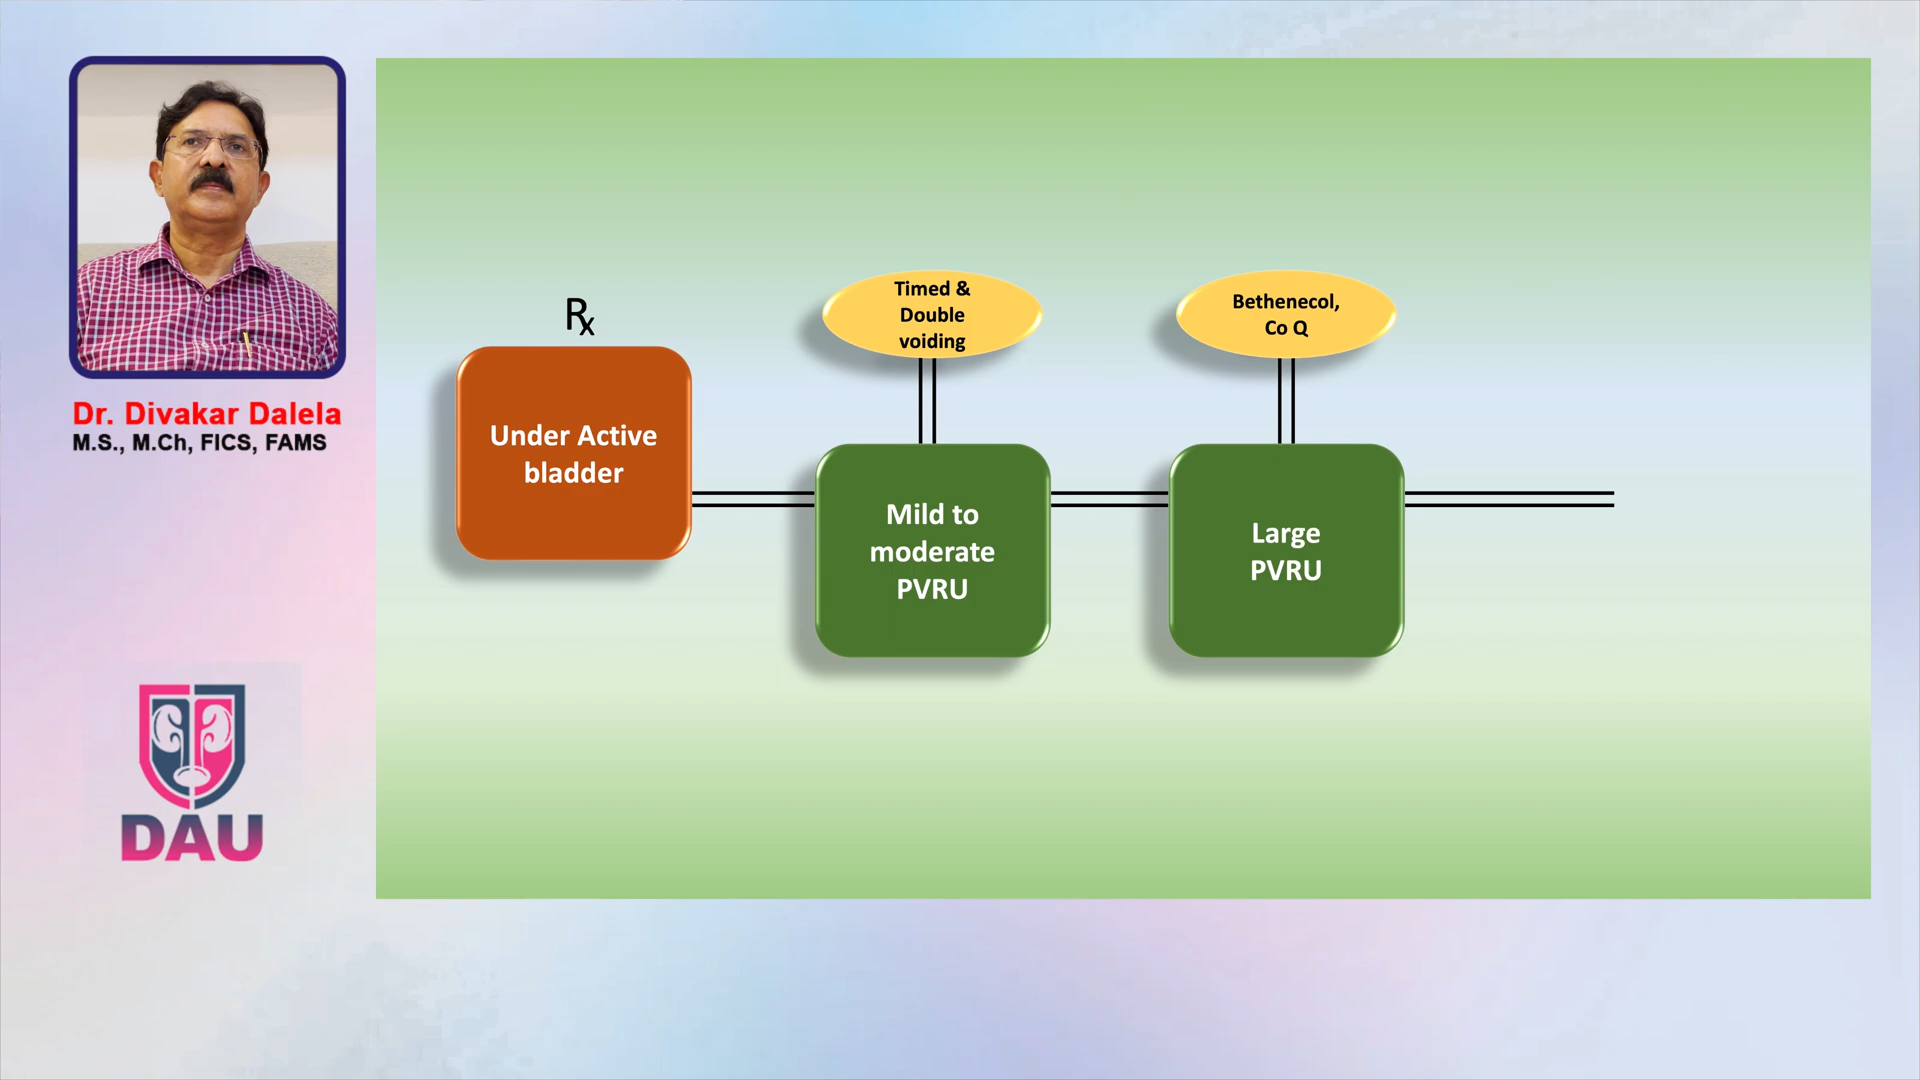 Dr. Divakar Dalela
M.S., M.Ch, FICS, FAMS
DAU
Rx
Under Active
bladder
Timed &
Double
voiding
Mild to
moderate
PVRU
Bethenecol,
Co Q
Large
PVRU